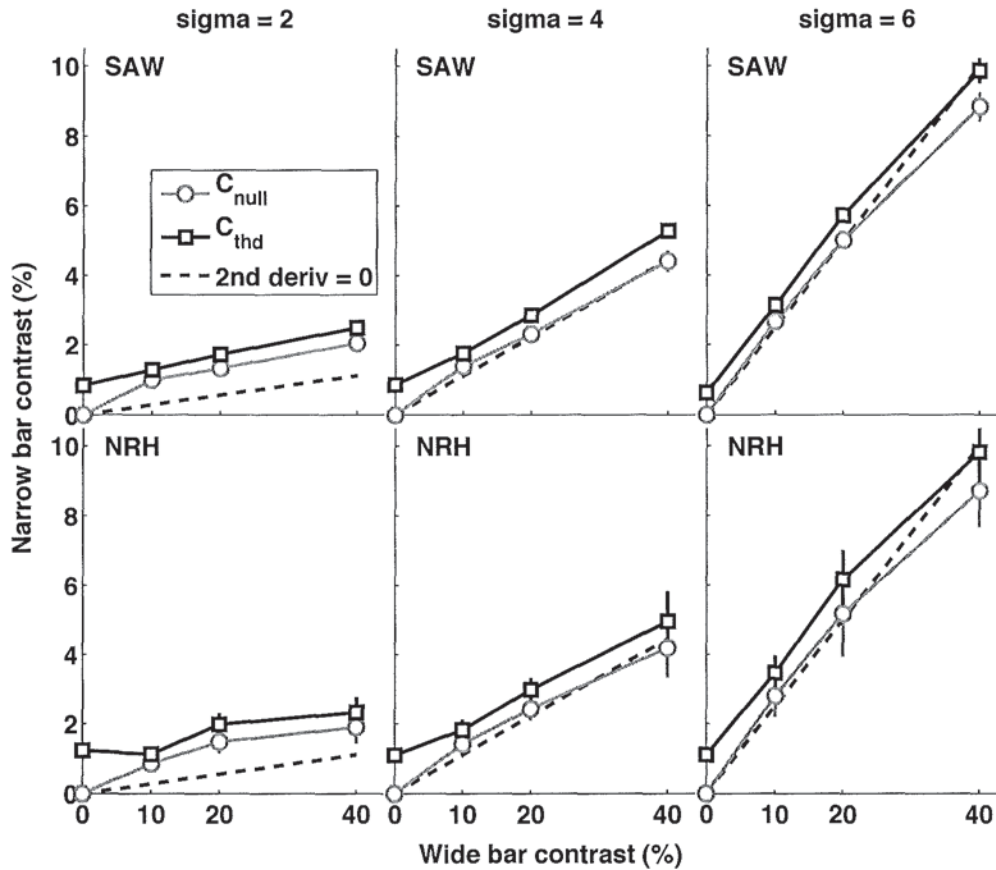 sigma = 2
sigma = 4
sigma = 6
SAW
SAW
SAW
C_null
C_thd
2nd deriv = 0
10
8
6
4
2
0
NRH
NRH
NRH
10
8
6
4
2
0
0 10 20 40
0 10 20 40
0 10 20 40
Narrow bar contrast (%)
Wide bar contrast (%)